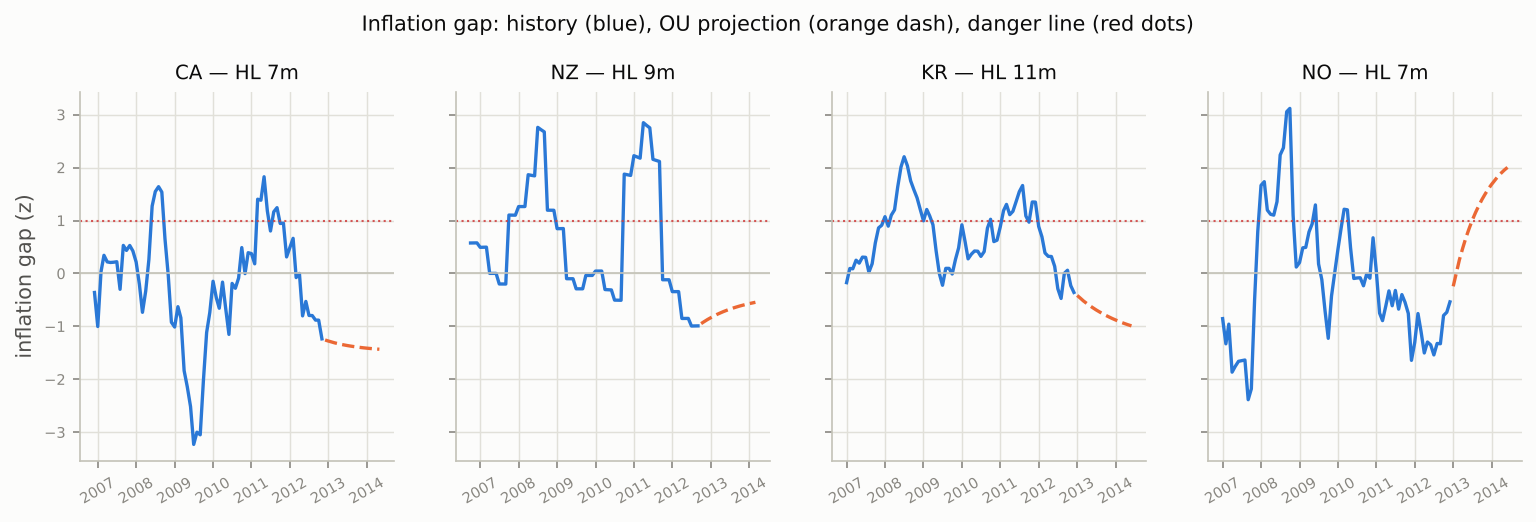 Inflation gap: history (blue), OU projection (orange dash), danger line (red dots)
CA — HL 7m
NZ — HL 9m
KR — HL 11m
NO — HL 7m
inflation gap (z)
3
2
1
0
−1
−2
−3
2007 2008 2009 2010 2011 2012 2013 2014
2007 2008 2009 2010 2011 2012 2013 2014
2007 2008 2009 2010 2011 2012 2013 2014
2007 2008 2009 2010 2011 2012 2013 2014